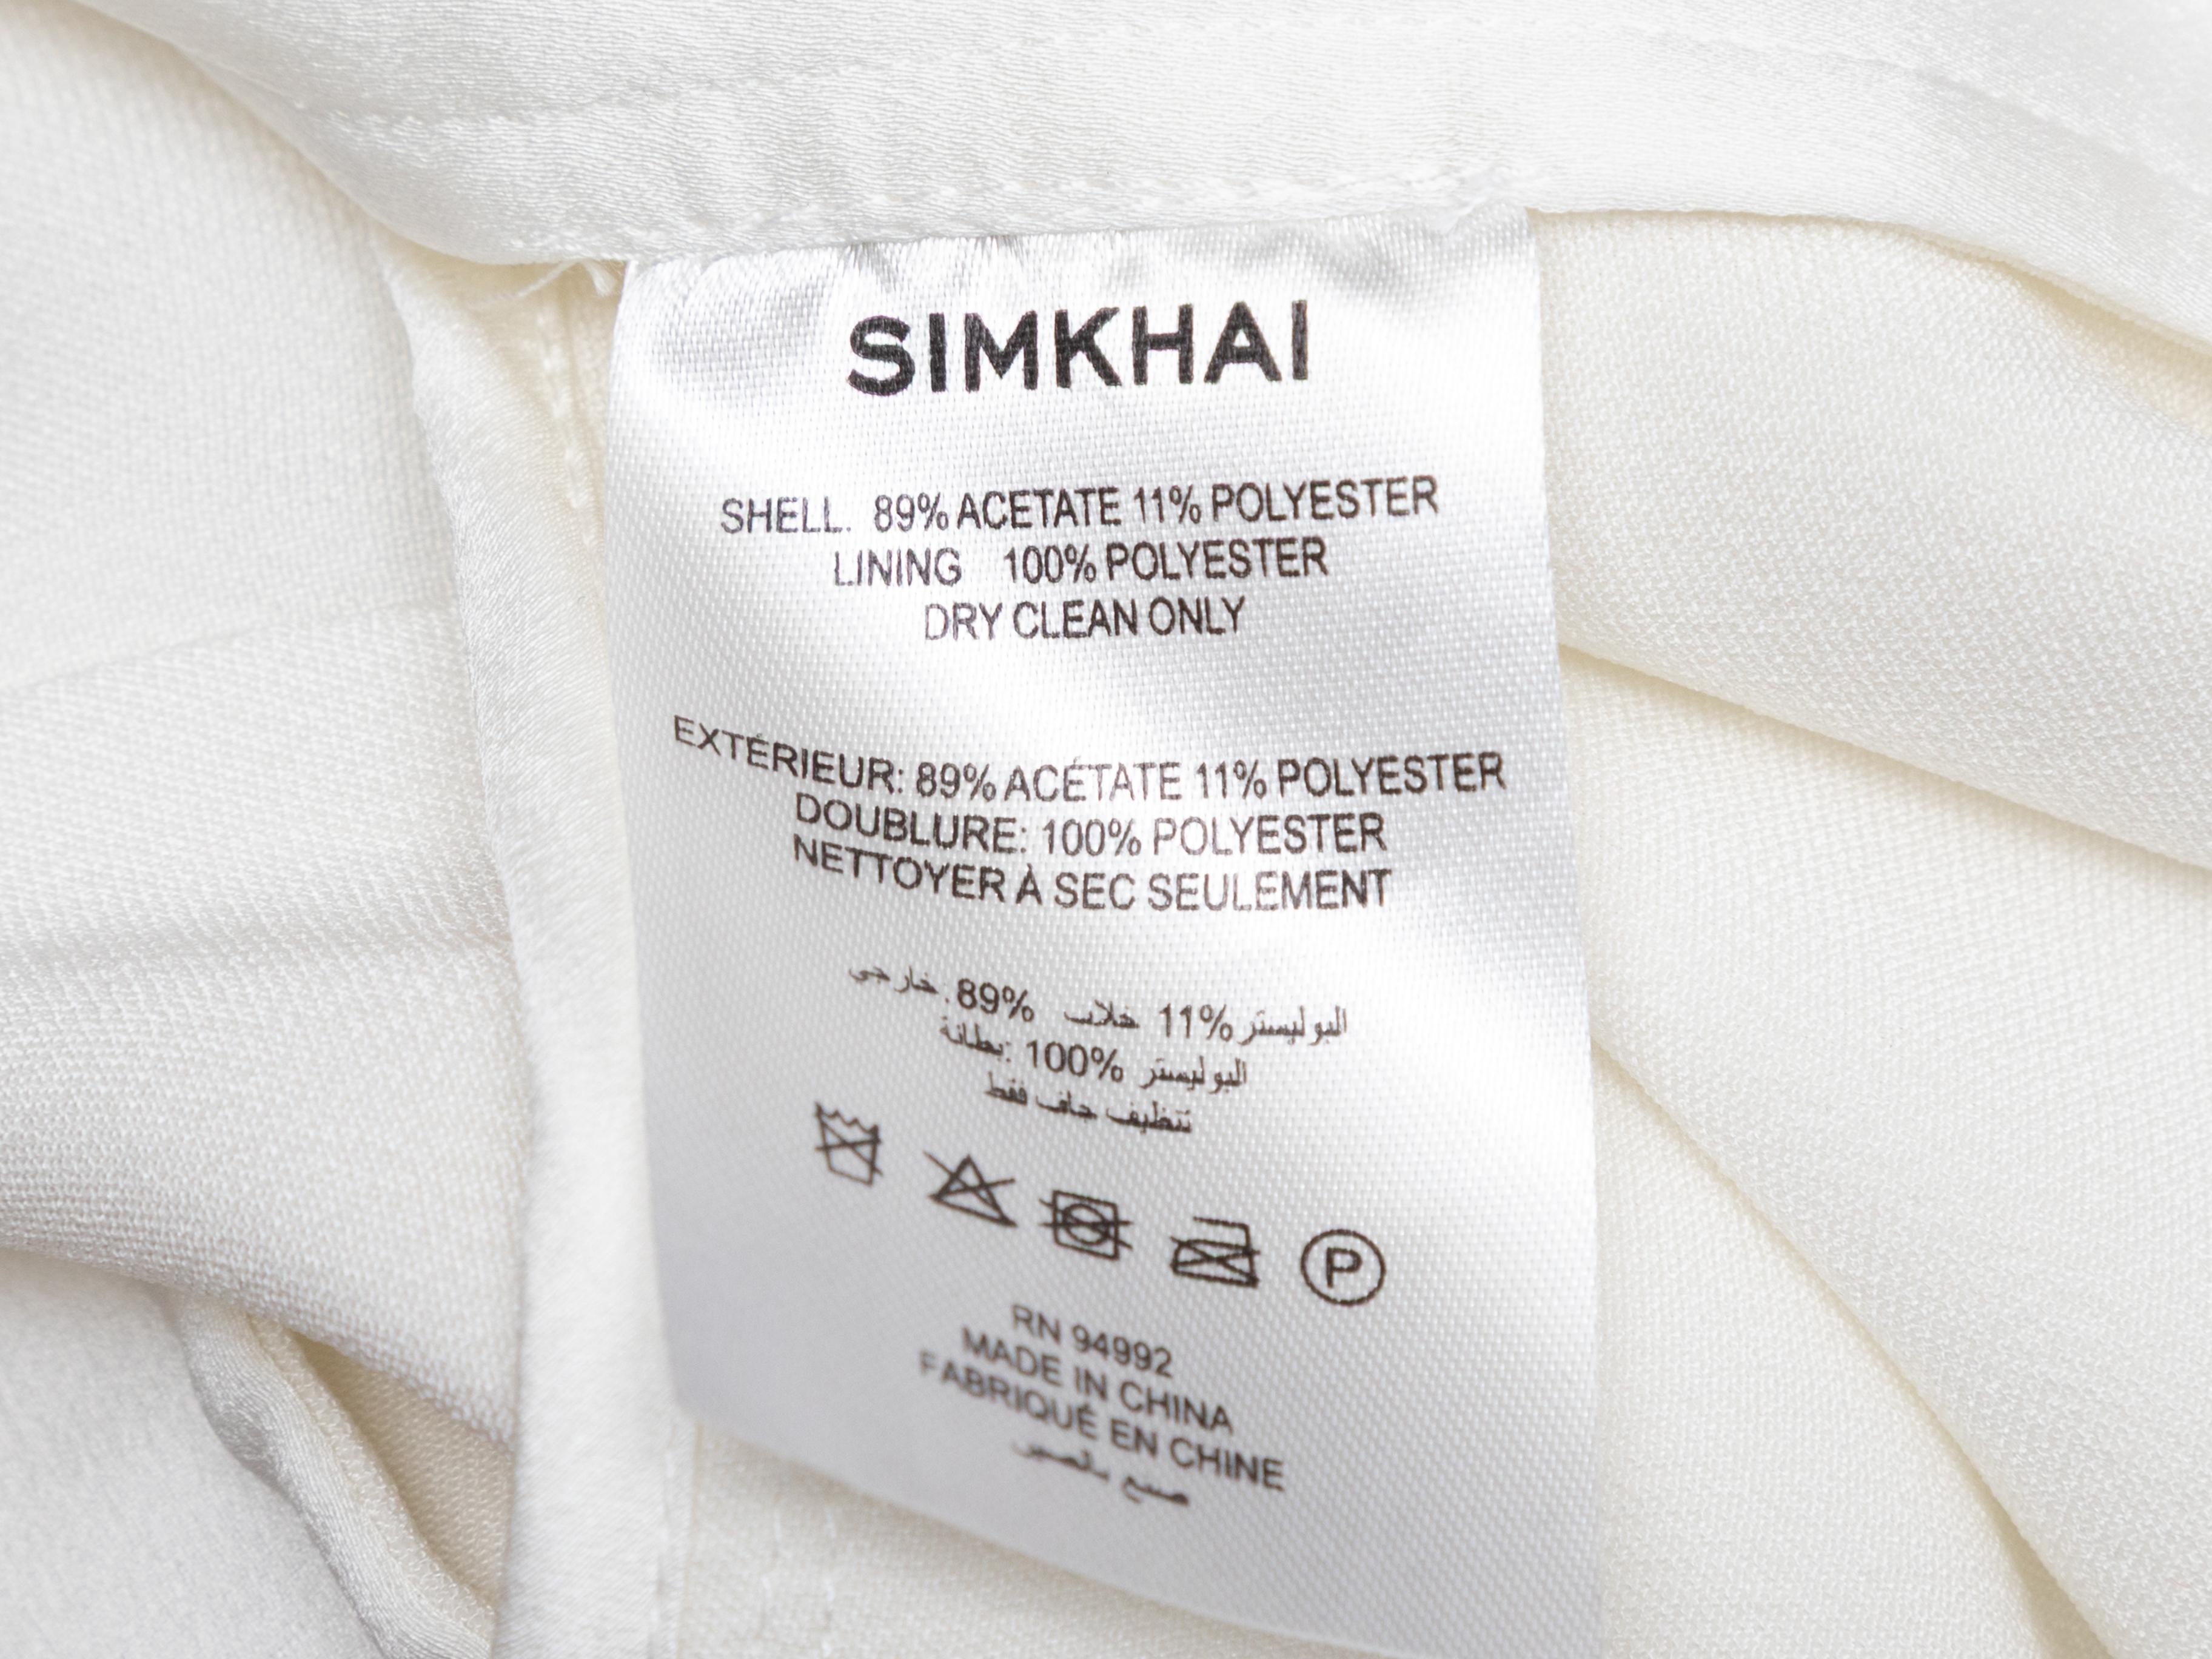 SIMKHAI
SHELL. 89% ACETATE 11% POLYESTER
LINING 100% POLYESTER
DRY CLEAN ONLY
EXTÉRIEUR: 89% ACÉTATE 11% POLYESTER
DOUBLURE: 100% POLYESTER
NETTOYER À SEC SEULEMENT
البوليستر 11% خلات 89%. خارجي
البوليستر 100% :بطانة
تنظيف جاف فقط
P
RN 94992
MADE IN CHINA
FABRIQUÉ EN CHINE
صنع بالصين